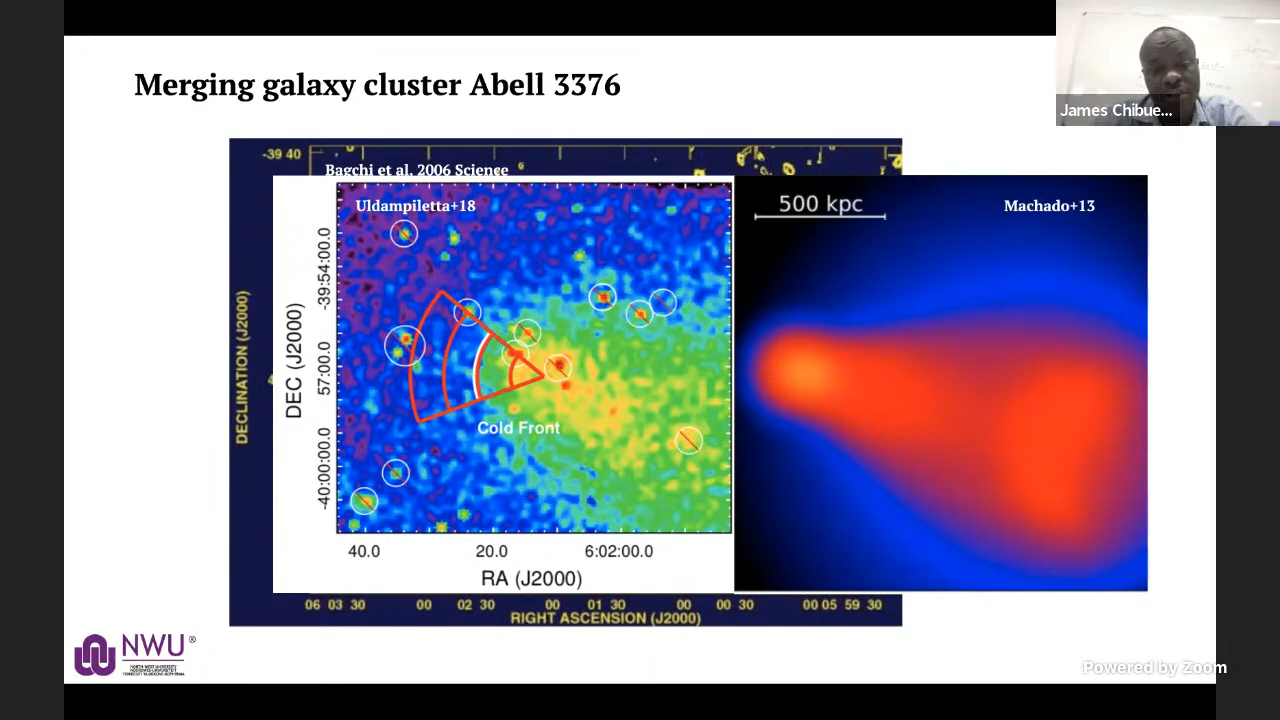 Merging galaxy cluster Abell 3376
James Chibue...
-39 40
Bagchi et al. 2006 Science
Uldampiletta+18
500 kpc
Machado+13
DECLINATION (J2000)
DEC (J2000)
-39:54:00.0
57:00.0
-40:00:00.0
Cold Front
40.0 20.0 6:02:00.0
RA (J2000)
06 03 30 00 02 30 00 01 30 00 00 30 00 05 59 30
RIGHT ASCENSION (J2000)
NWU ®
Powered by Zoom